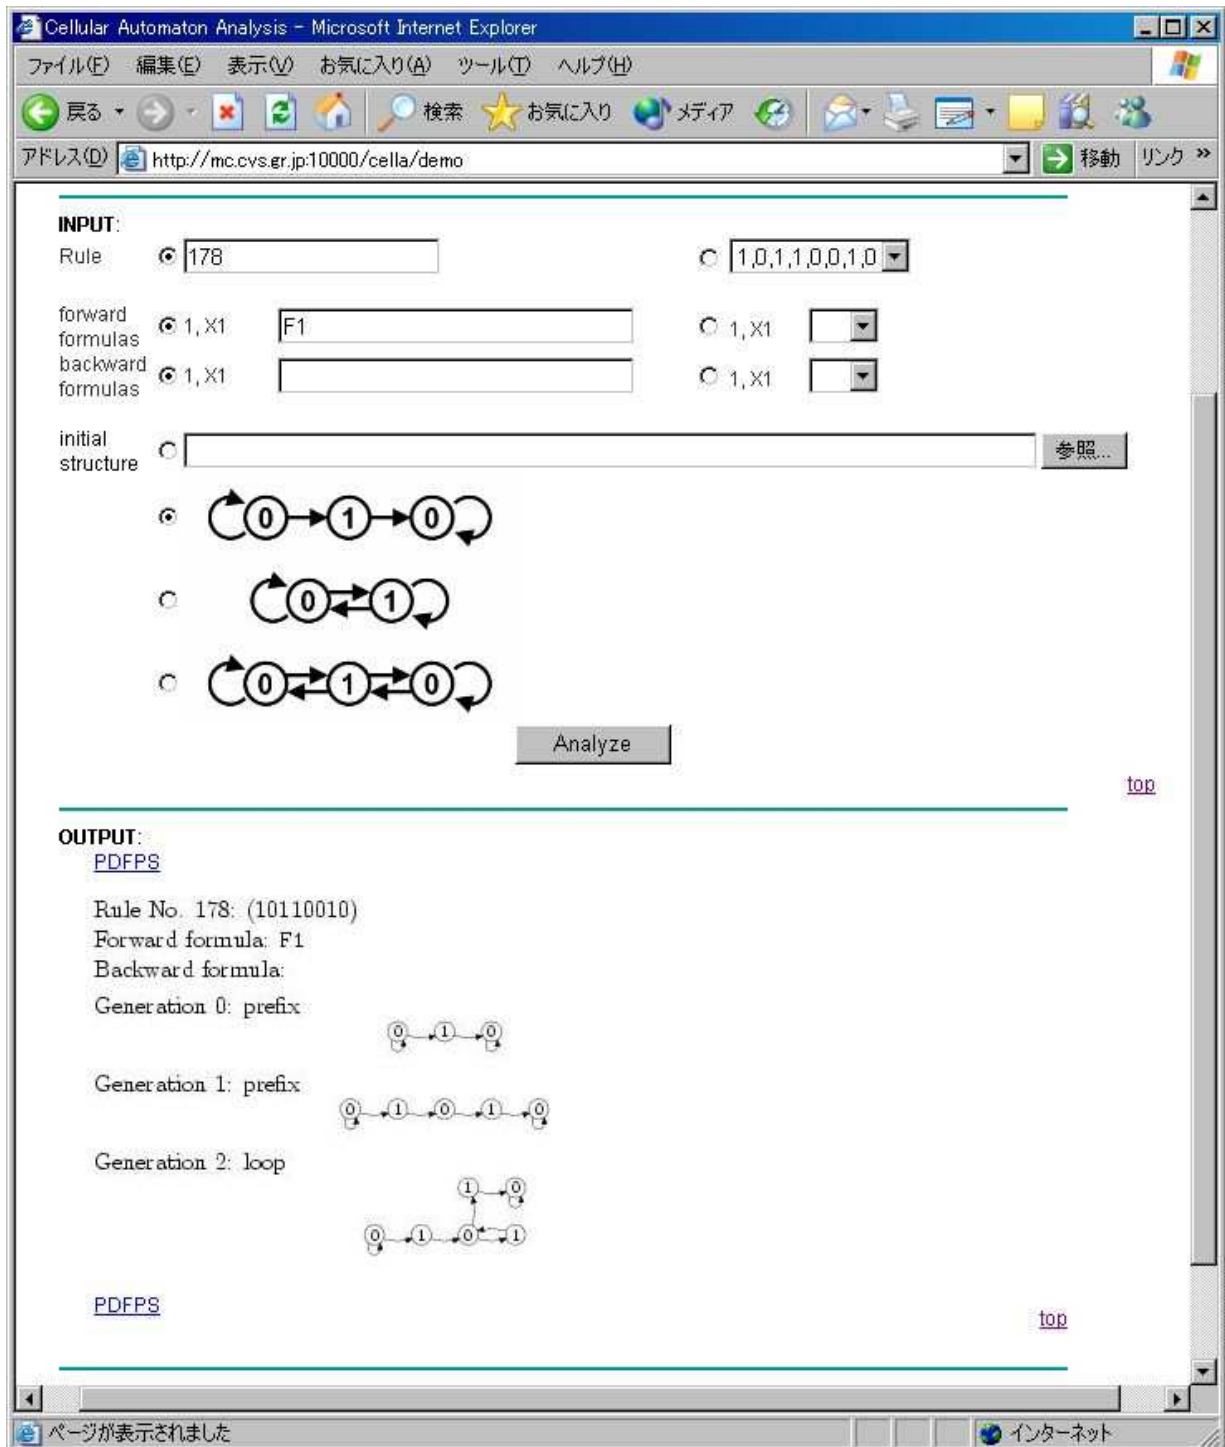 Cellular Automaton Analysis - Microsoft Internet Explorer
ファイル(F) 編集(E) 表示(V) お気に入り(A) ツール(T) ヘルプ(H)
戻る 検索 お気に入り メディア
アドレス(D) http://mc.cvs.gr.jp:10000/cella/demo 移動 リンク »
INPUT:
Rule 178 1,0,1,1,0,0,1,0
forward formulas 1, X1 F1 1, X1
backward formulas 1, X1 1, X1
initial structure 参照...
0 1 0
0 1
0 1 0
Analyze
top
OUTPUT:
PDFPS
Rule No. 178: (10110010)
Forward formula: F1
Backward formula:
Generation 0: prefix
0 1 0
Generation 1: prefix
0 1 0 1 0
Generation 2: loop
1 0
0 1 0 1
PDFPS
top
ページが表示されました インターネット